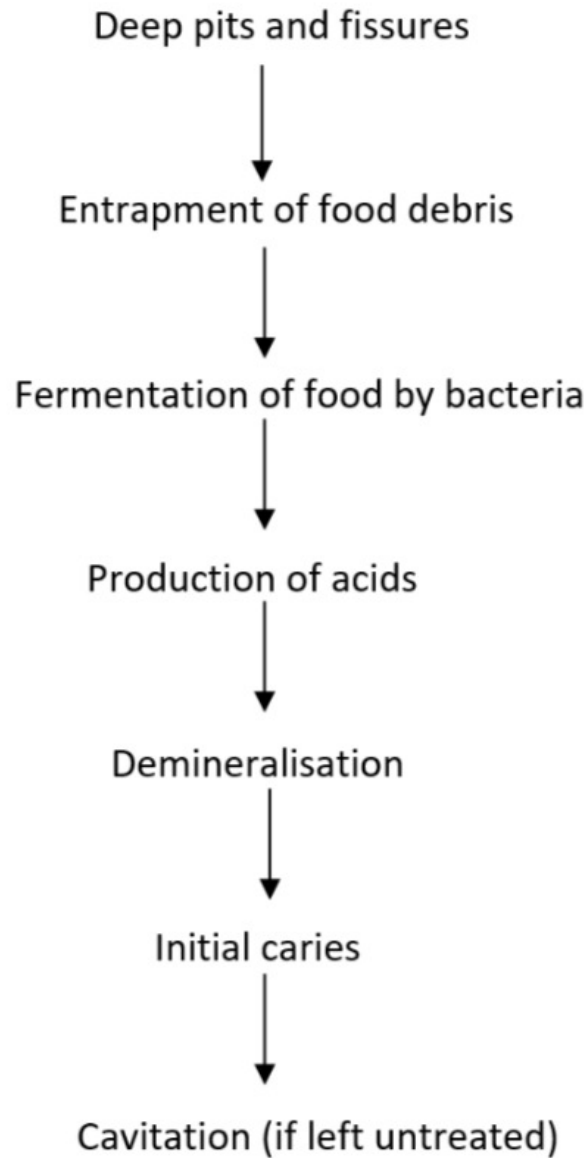 Deep pits and fissures
Entrapment of food debris
Fermentation of food by bacteria
Production of acids
Demineralisation
Initial caries
Cavitation (if left untreated)